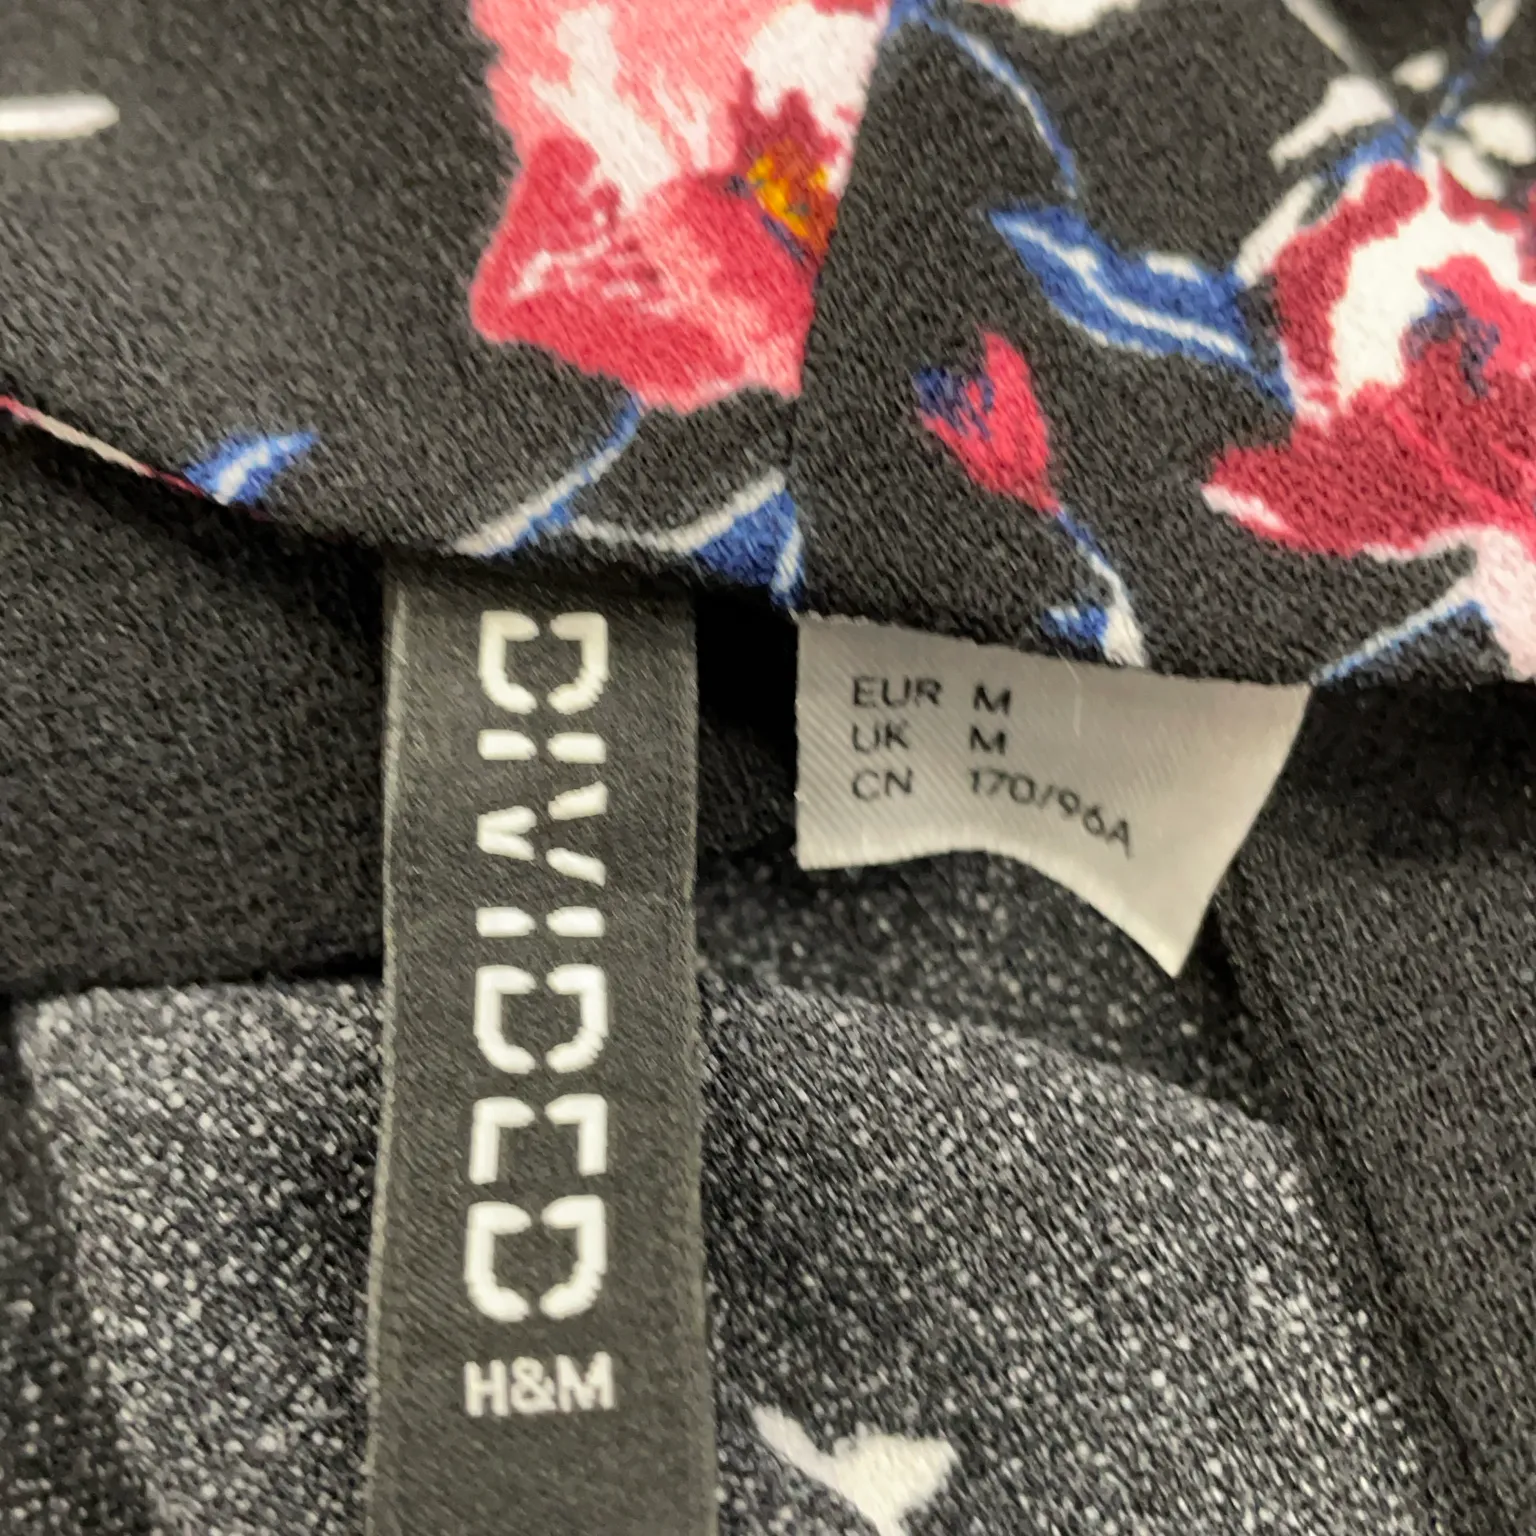 DIVIDED
H&M
EUR M
UK M
CN 170/96A